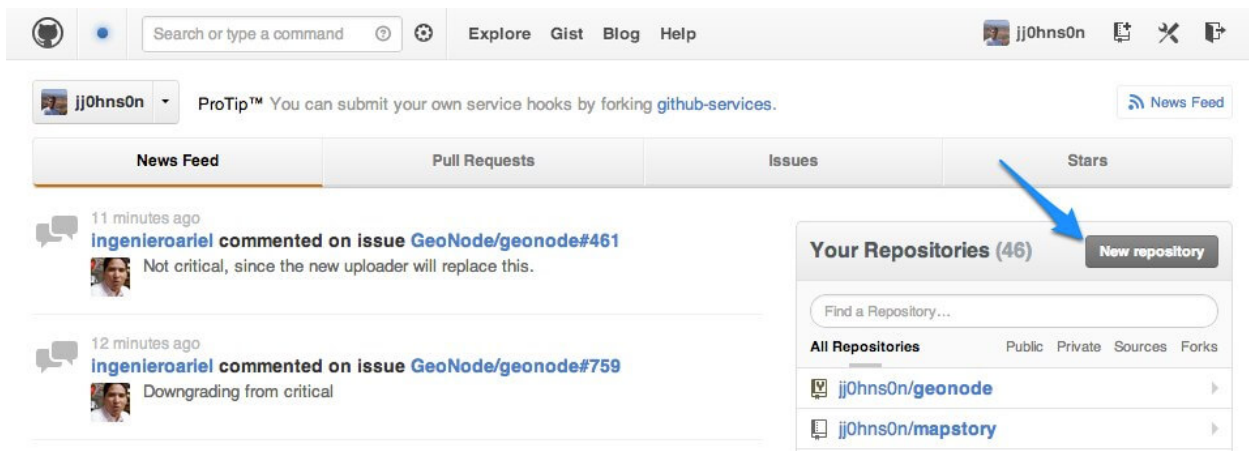 Search or type a command
Explore Gist Blog Help
jj0hns0n
jj0hns0n
ProTip™ You can submit your own service hooks by forking github-services.
News Feed
News Feed
Pull Requests
Issues
Stars
11 minutes ago
ingenieroariel commented on issue GeoNode/geonode#461
Not critical, since the new uploader will replace this.
12 minutes ago
ingenieroariel commented on issue GeoNode/geonode#759
Downgrading from critical
Your Repositories (46)
New repository
Find a Repository…
All Repositories Public Private Sources Forks
jj0hns0n/geonode
jj0hns0n/mapstory